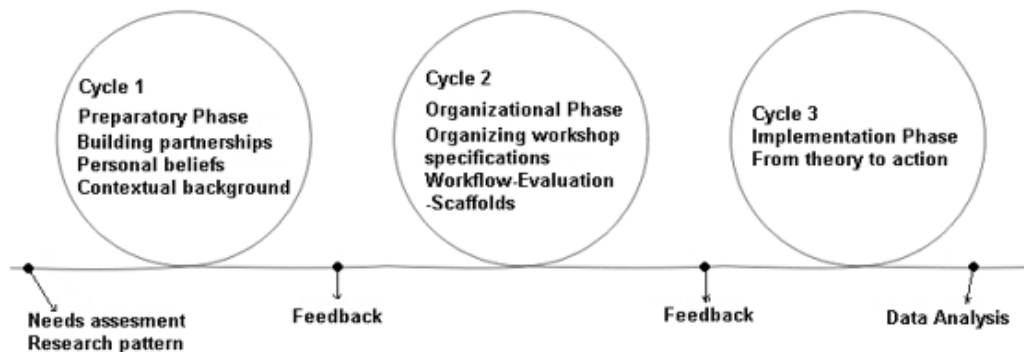 Cycle 1
Preparatory Phase
Building partnerships
Personal beliefs
Contextual background
Cycle 2
Organizational Phase
Organizing workshop
specifications
Workflow-Evaluation
-Scaffolds
Cycle 3
Implementation Phase
From theory to action
Needs assesment
Research pattern
Feedback
Feedback
Data Analysis